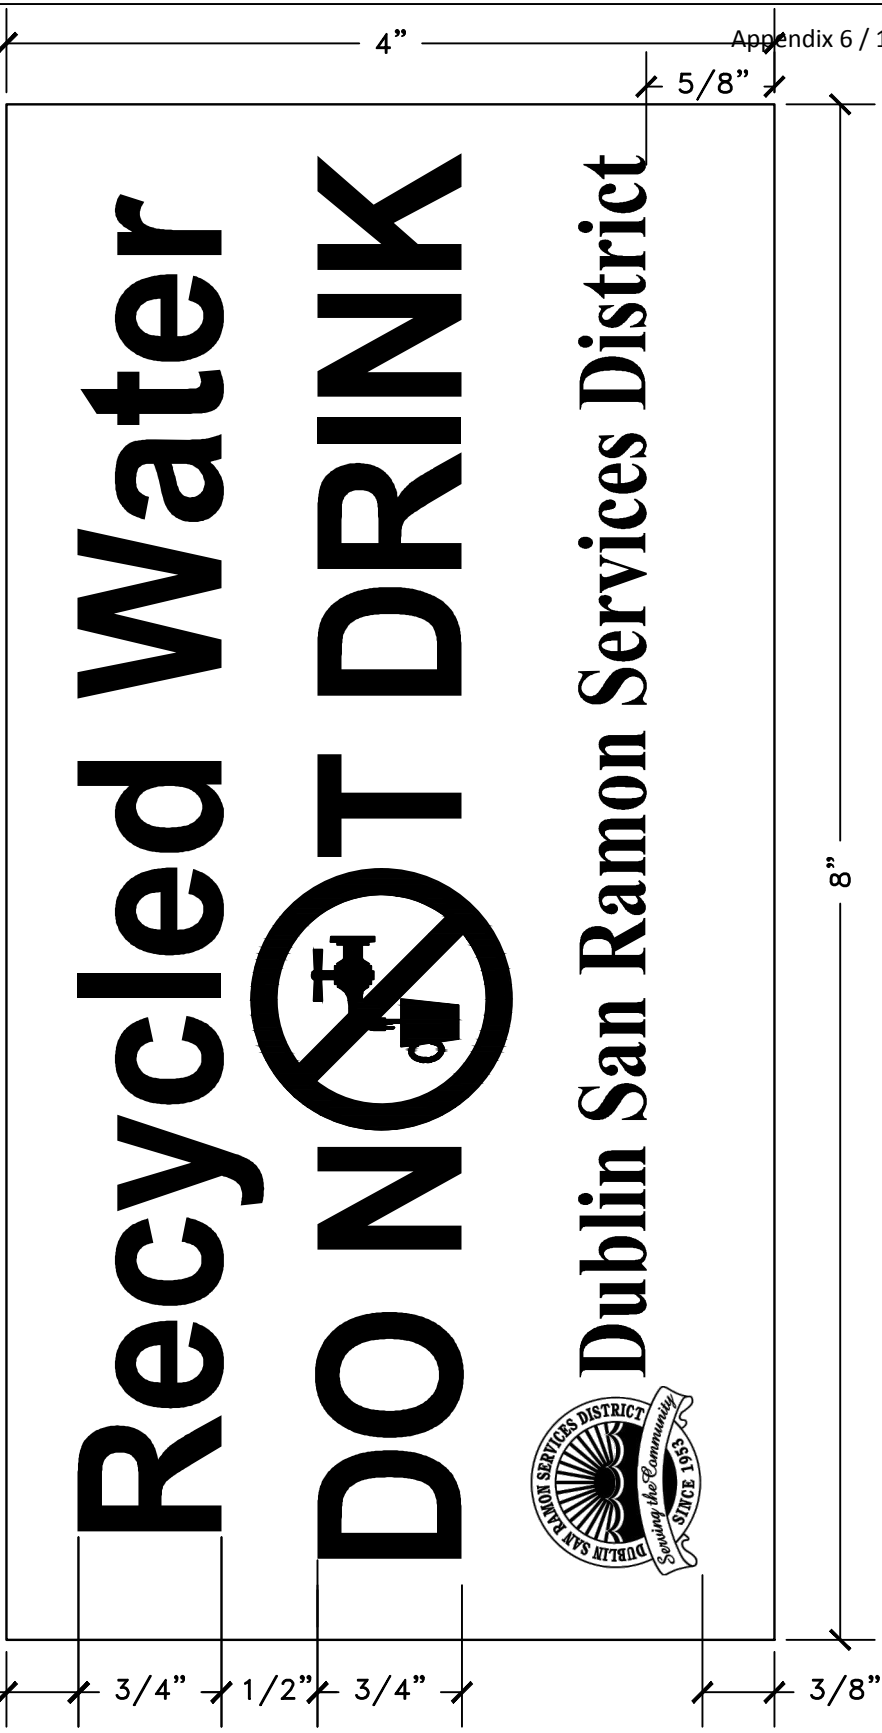 Appendix 6 / 1
4”
5/8”
Recycled Water
DO N T DRINK
Dublin San Ramon Services District
DUBLIN SAN RAMON SERVICES DISTRICT
Serving the Community
SINCE 1953
8”
3/4”
1/2”
3/4”
3/8”